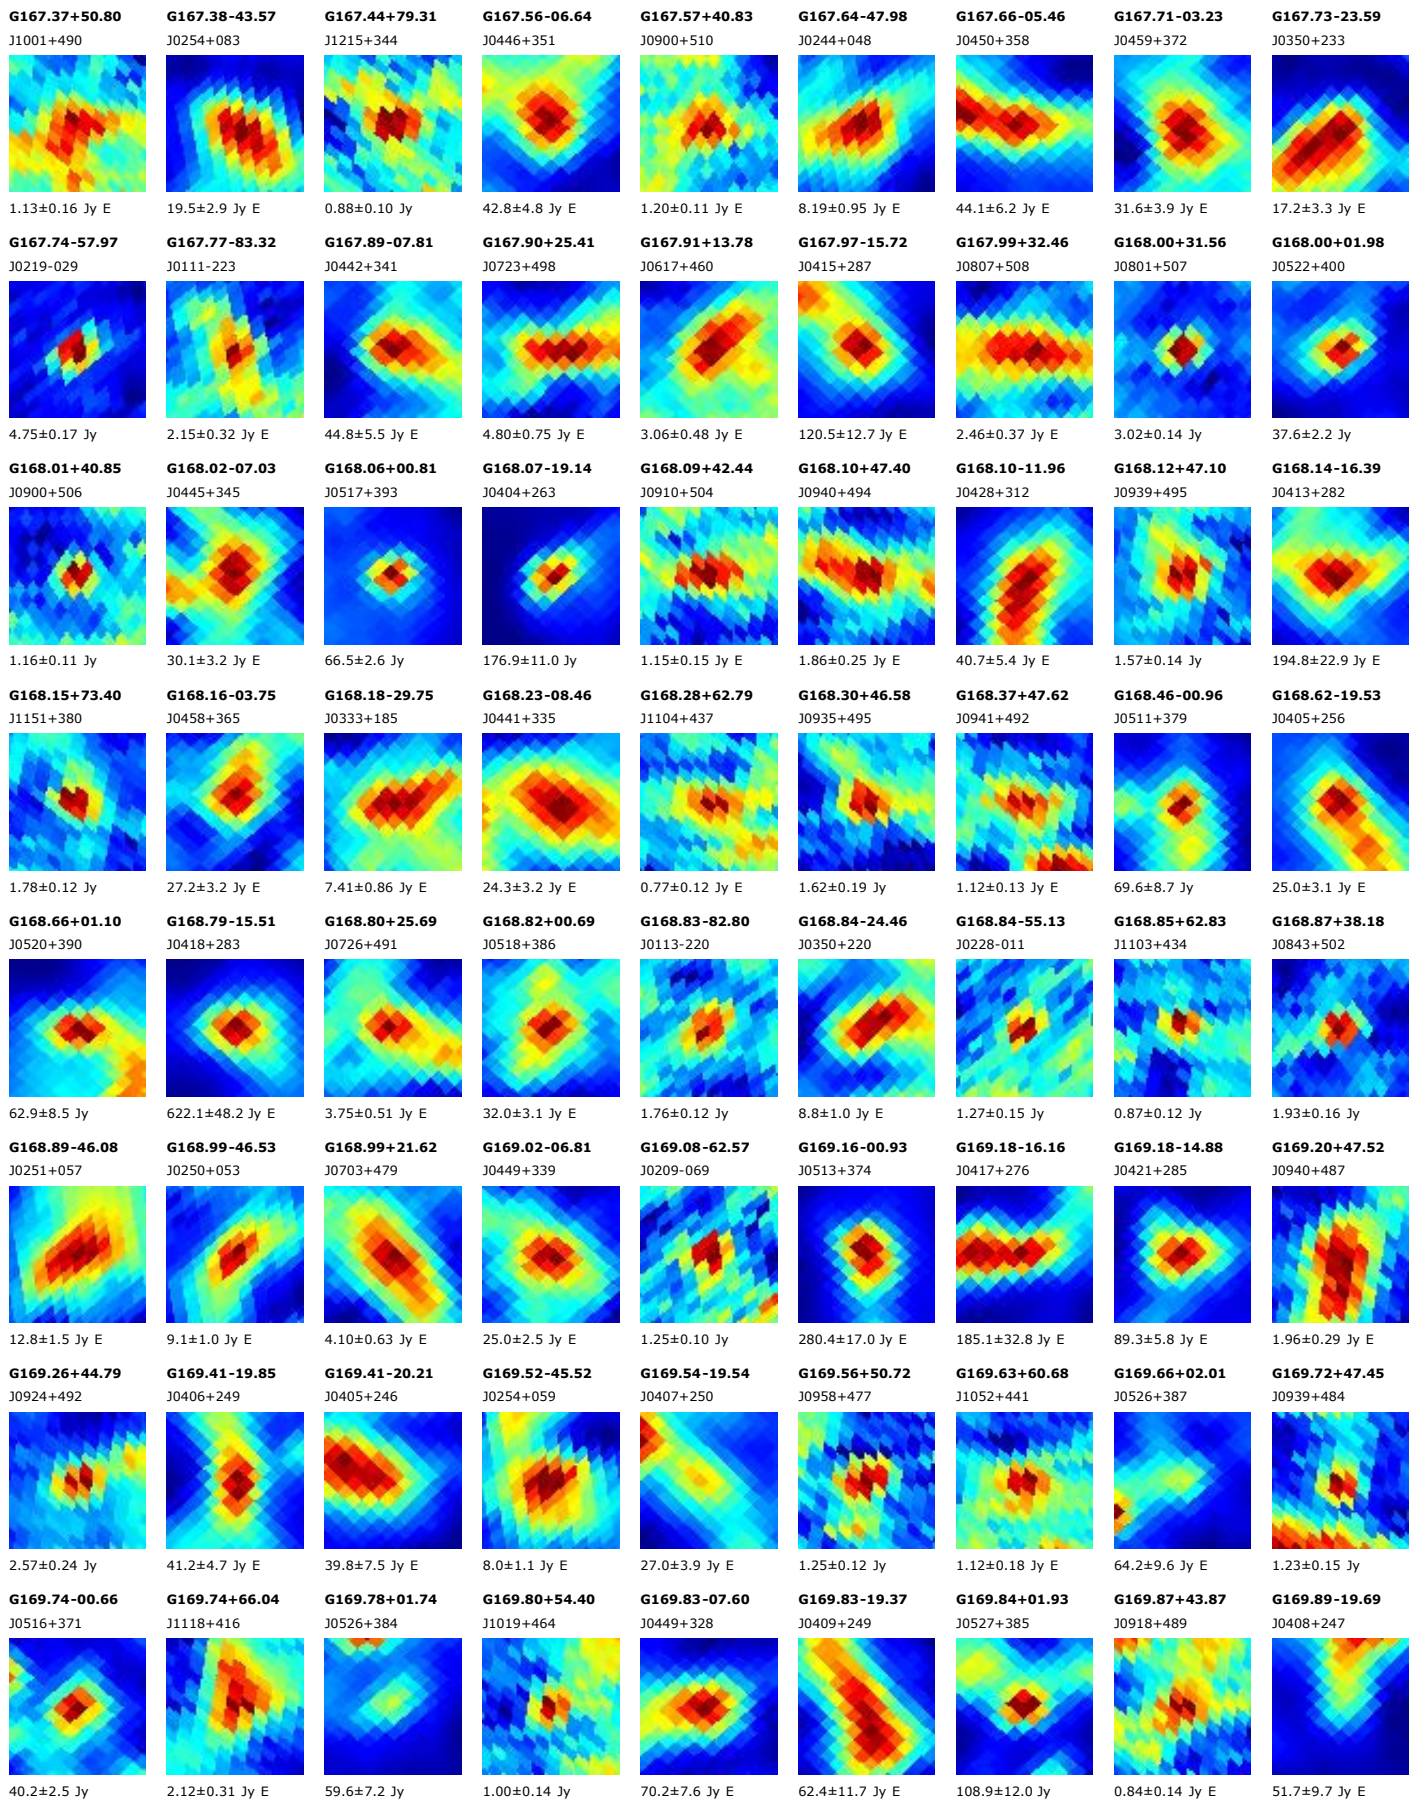 G167.37+50.80 G167.38-43.57 G167.44+79.31 G167.56-06.64 G167.57+40.83 G167.64-47.98 G167.66-05.46 G167.71-03.23 G167.73-23.59
J1001+490 J0254+083 J1215+344 J0446+351 J0900+510 J0244+048 J0450+358 J0459+372 J0350+233
1.13±0.16 Jy E 19.5±2.9 Jy E 0.88±0.10 Jy 42.8±4.8 Jy E 1.20±0.11 Jy E 8.19±0.95 Jy E 44.1±6.2 Jy E 31.6±3.9 Jy E 17.2±3.3 Jy E
G167.74-57.97 G167.77-83.32 G167.89-07.81 G167.90+25.41 G167.91+13.78 G167.97-15.72 G167.99+32.46 G168.00+31.56 G168.00+01.98
J0219-029 J0111-223 J0442+341 J0723+498 J0617+460 J0415+287 J0807+508 J0801+507 J0522+400
4.75±0.17 Jy 2.15±0.32 Jy E 44.8±5.5 Jy E 4.80±0.75 Jy E 3.06±0.48 Jy E 120.5±12.7 Jy E 2.46±0.37 Jy E 3.02±0.14 Jy 37.6±2.2 Jy
G168.01+40.85 G168.02-07.03 G168.06+00.81 G168.07-19.14 G168.09+42.44 G168.10+47.40 G168.10-11.96 G168.12+47.10 G168.14-16.39
J0900+506 J0445+345 J0517+393 J0404+263 J0910+504 J0940+494 J0428+312 J0939+495 J0413+282
1.16±0.11 Jy 30.1±3.2 Jy E 66.5±2.6 Jy 176.9±11.0 Jy 1.15±0.15 Jy E 1.86±0.25 Jy E 40.7±5.4 Jy E 1.57±0.14 Jy 194.8±22.9 Jy E
G168.15+73.40 G168.16-03.75 G168.18-29.75 G168.23-08.46 G168.28+62.79 G168.30+46.58 G168.37+47.62 G168.46-00.96 G168.62-19.53
J1151+380 J0458+365 J0333+185 J0441+335 J1104+437 J0935+495 J0941+492 J0511+379 J0405+256
1.78±0.12 Jy 27.2±3.2 Jy E 7.41±0.86 Jy E 24.3±3.2 Jy E 0.77±0.12 Jy E 1.62±0.19 Jy 1.12±0.13 Jy E 69.6±8.7 Jy 25.0±3.1 Jy E
G168.66+01.10 G168.79-15.51 G168.80+25.69 G168.82+00.69 G168.83-82.80 G168.84-24.46 G168.84-55.13 G168.85+62.83 G168.87+38.18
J0520+390 J0418+283 J0726+491 J0518+386 J0113-220 J0350+220 J0228-011 J1103+434 J0843+502
62.9±8.5 Jy 622.1±48.2 Jy E 3.75±0.51 Jy E 32.0±3.1 Jy E 1.76±0.12 Jy 8.8±1.0 Jy E 1.27±0.15 Jy 0.87±0.12 Jy 1.93±0.16 Jy
G168.89-46.08 G168.99-46.53 G168.99+21.62 G169.02-06.81 G169.08-62.57 G169.16-00.93 G169.18-16.16 G169.18-14.88 G169.20+47.52
J0251+057 J0250+053 J0703+479 J0449+339 J0209-069 J0513+374 J0417+276 J0421+285 J0940+487
12.8±1.5 Jy E 9.1±1.0 Jy E 4.10±0.63 Jy E 25.0±2.5 Jy E 1.25±0.10 Jy 280.4±17.0 Jy E 185.1±32.8 Jy E 89.3±5.8 Jy E 1.96±0.29 Jy E
G169.26+44.79 G169.41-19.85 G169.41-20.21 G169.52-45.52 G169.54-19.54 G169.56+50.72 G169.63+60.68 G169.66+02.01 G169.72+47.45
J0924+492 J0406+249 J0405+246 J0254+059 J0407+250 J0958+477 J1052+441 J0526+387 J0939+484
2.57±0.24 Jy 41.2±4.7 Jy E 39.8±7.5 Jy E 8.0±1.1 Jy E 27.0±3.9 Jy E 1.25±0.12 Jy 1.12±0.18 Jy E 64.2±9.6 Jy E 1.23±0.15 Jy
G169.74-00.66 G169.74+66.04 G169.78+01.74 G169.80+54.40 G169.83-07.60 G169.83-19.37 G169.84+01.93 G169.87+43.87 G169.89-19.69
J0516+371 J1118+416 J0526+384 J1019+464 J0449+328 J0409+249 J0527+385 J0918+489 J0408+247
40.2±2.5 Jy 2.12±0.31 Jy E 59.6±7.2 Jy 1.00±0.14 Jy 70.2±7.6 Jy E 62.4±11.7 Jy E 108.9±12.0 Jy 0.84±0.14 Jy E 51.7±9.7 Jy E